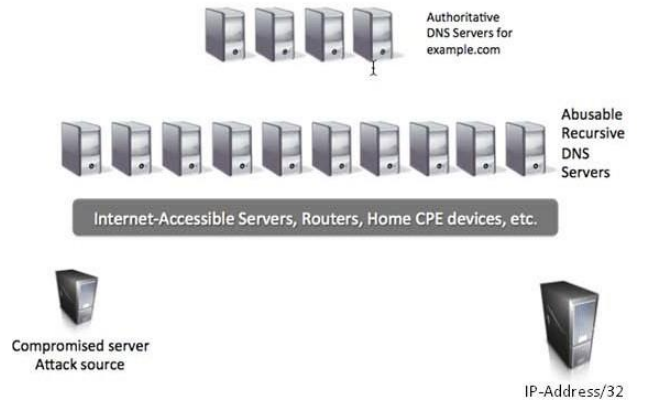 Authoritative
DNS Servers for
example.com
Abusable
Recursive
DNS
Servers
Internet-Accessible Servers, Routers, Home CPE devices, etc.
Compromised server
Attack source
IP-Address/32